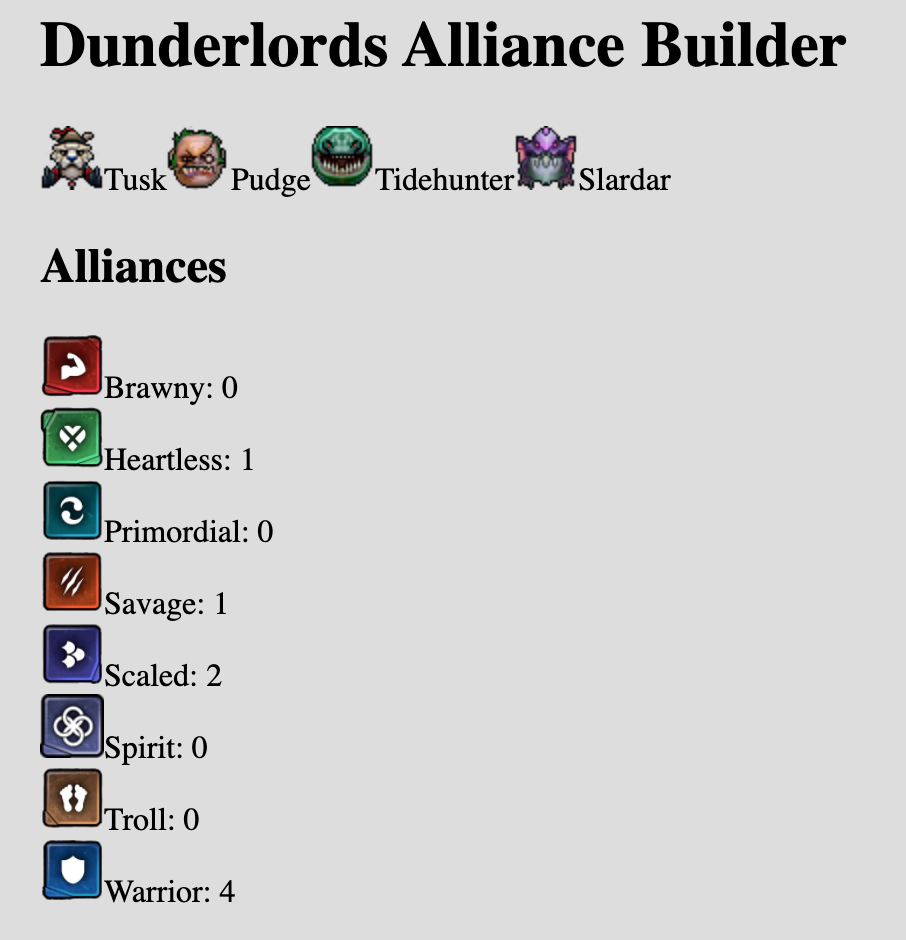 Dunderlords Alliance Builder
Tusk Pudge Tidehunter Slardar
Alliances
Brawny: 0
Heartless: 1
Primordial: 0
Savage: 1
Scaled: 2
Spirit: 0
Troll: 0
Warrior: 4